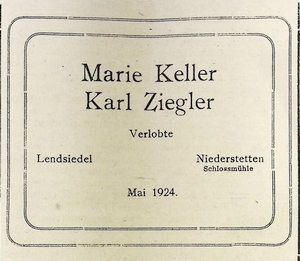 Marie Keller
Karl Ziegler
Verlobte
Lendsiedel Niederstetten
Schlossmühle
Mai 1924.